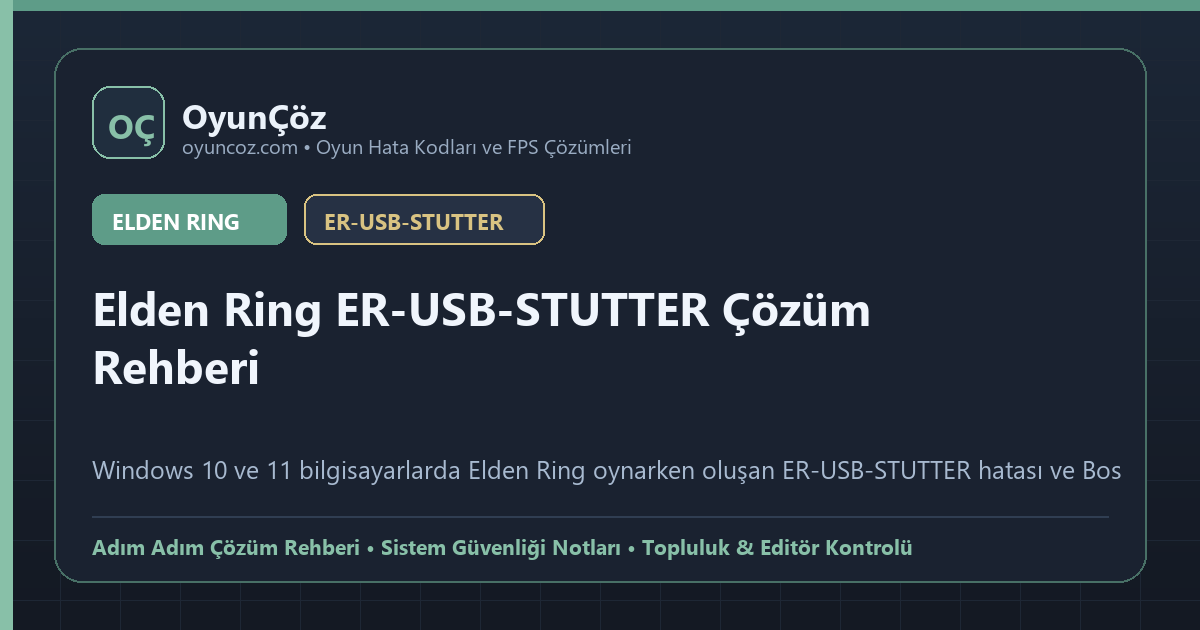 OÇ
OyunÇöz
oyuncoz.com • Oyun Hata Kodları ve FPS Çözümleri
ELDEN RING
ER-USB-STUTTER
Elden Ring ER-USB-STUTTER Çözüm
Rehberi
Windows 10 ve 11 bilgisayarlarda Elden Ring oynarken oluşan ER-USB-STUTTER hatası ve Bos
Adım Adım Çözüm Rehberi • Sistem Güvenliği Notları • Topluluk & Editör Kontrolü